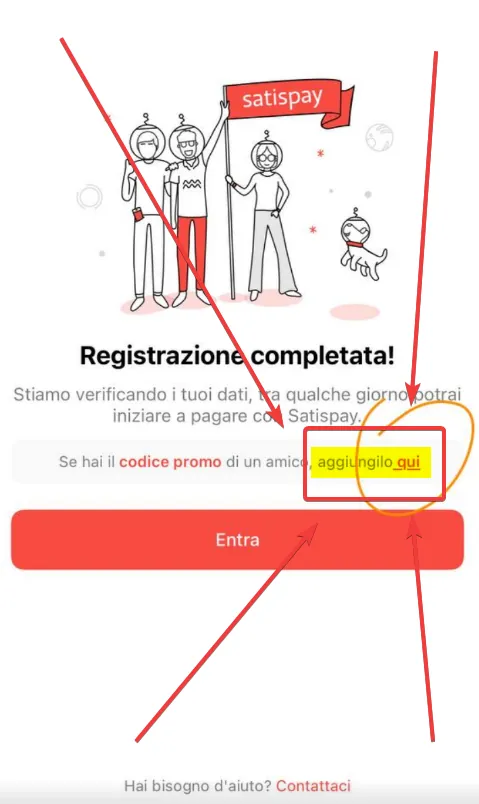 satispay
Registrazione completata!
Stiamo verificando i tuoi dati, tra qualche giorno potrai
iniziare a pagare con Satispay.
Se hai il codice promo di un amico, aggiungilo qui
Entra
Hai bisogno d'aiuto? Contattaci